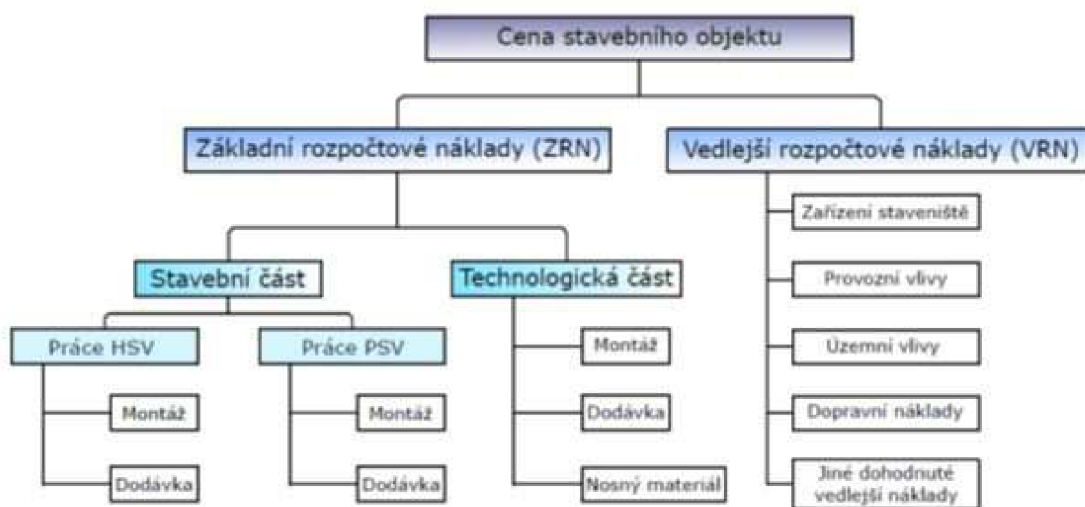 Cena stavebního objektu
Základní rozpočtové náklady (ZRN)
Vedlejší rozpočtové náklady (VRN)
Zařízení staveniště
Stavební část
Technologická část
Provozní vlivy
Práce HSV
Práce PSV
Montáž
Územní vlivy
Montáž
Montáž
Dodávka
Dopravní náklady
Dodávka
Dodávka
Nosný materiál
Jiné dohodnuté
vedlejší náklady